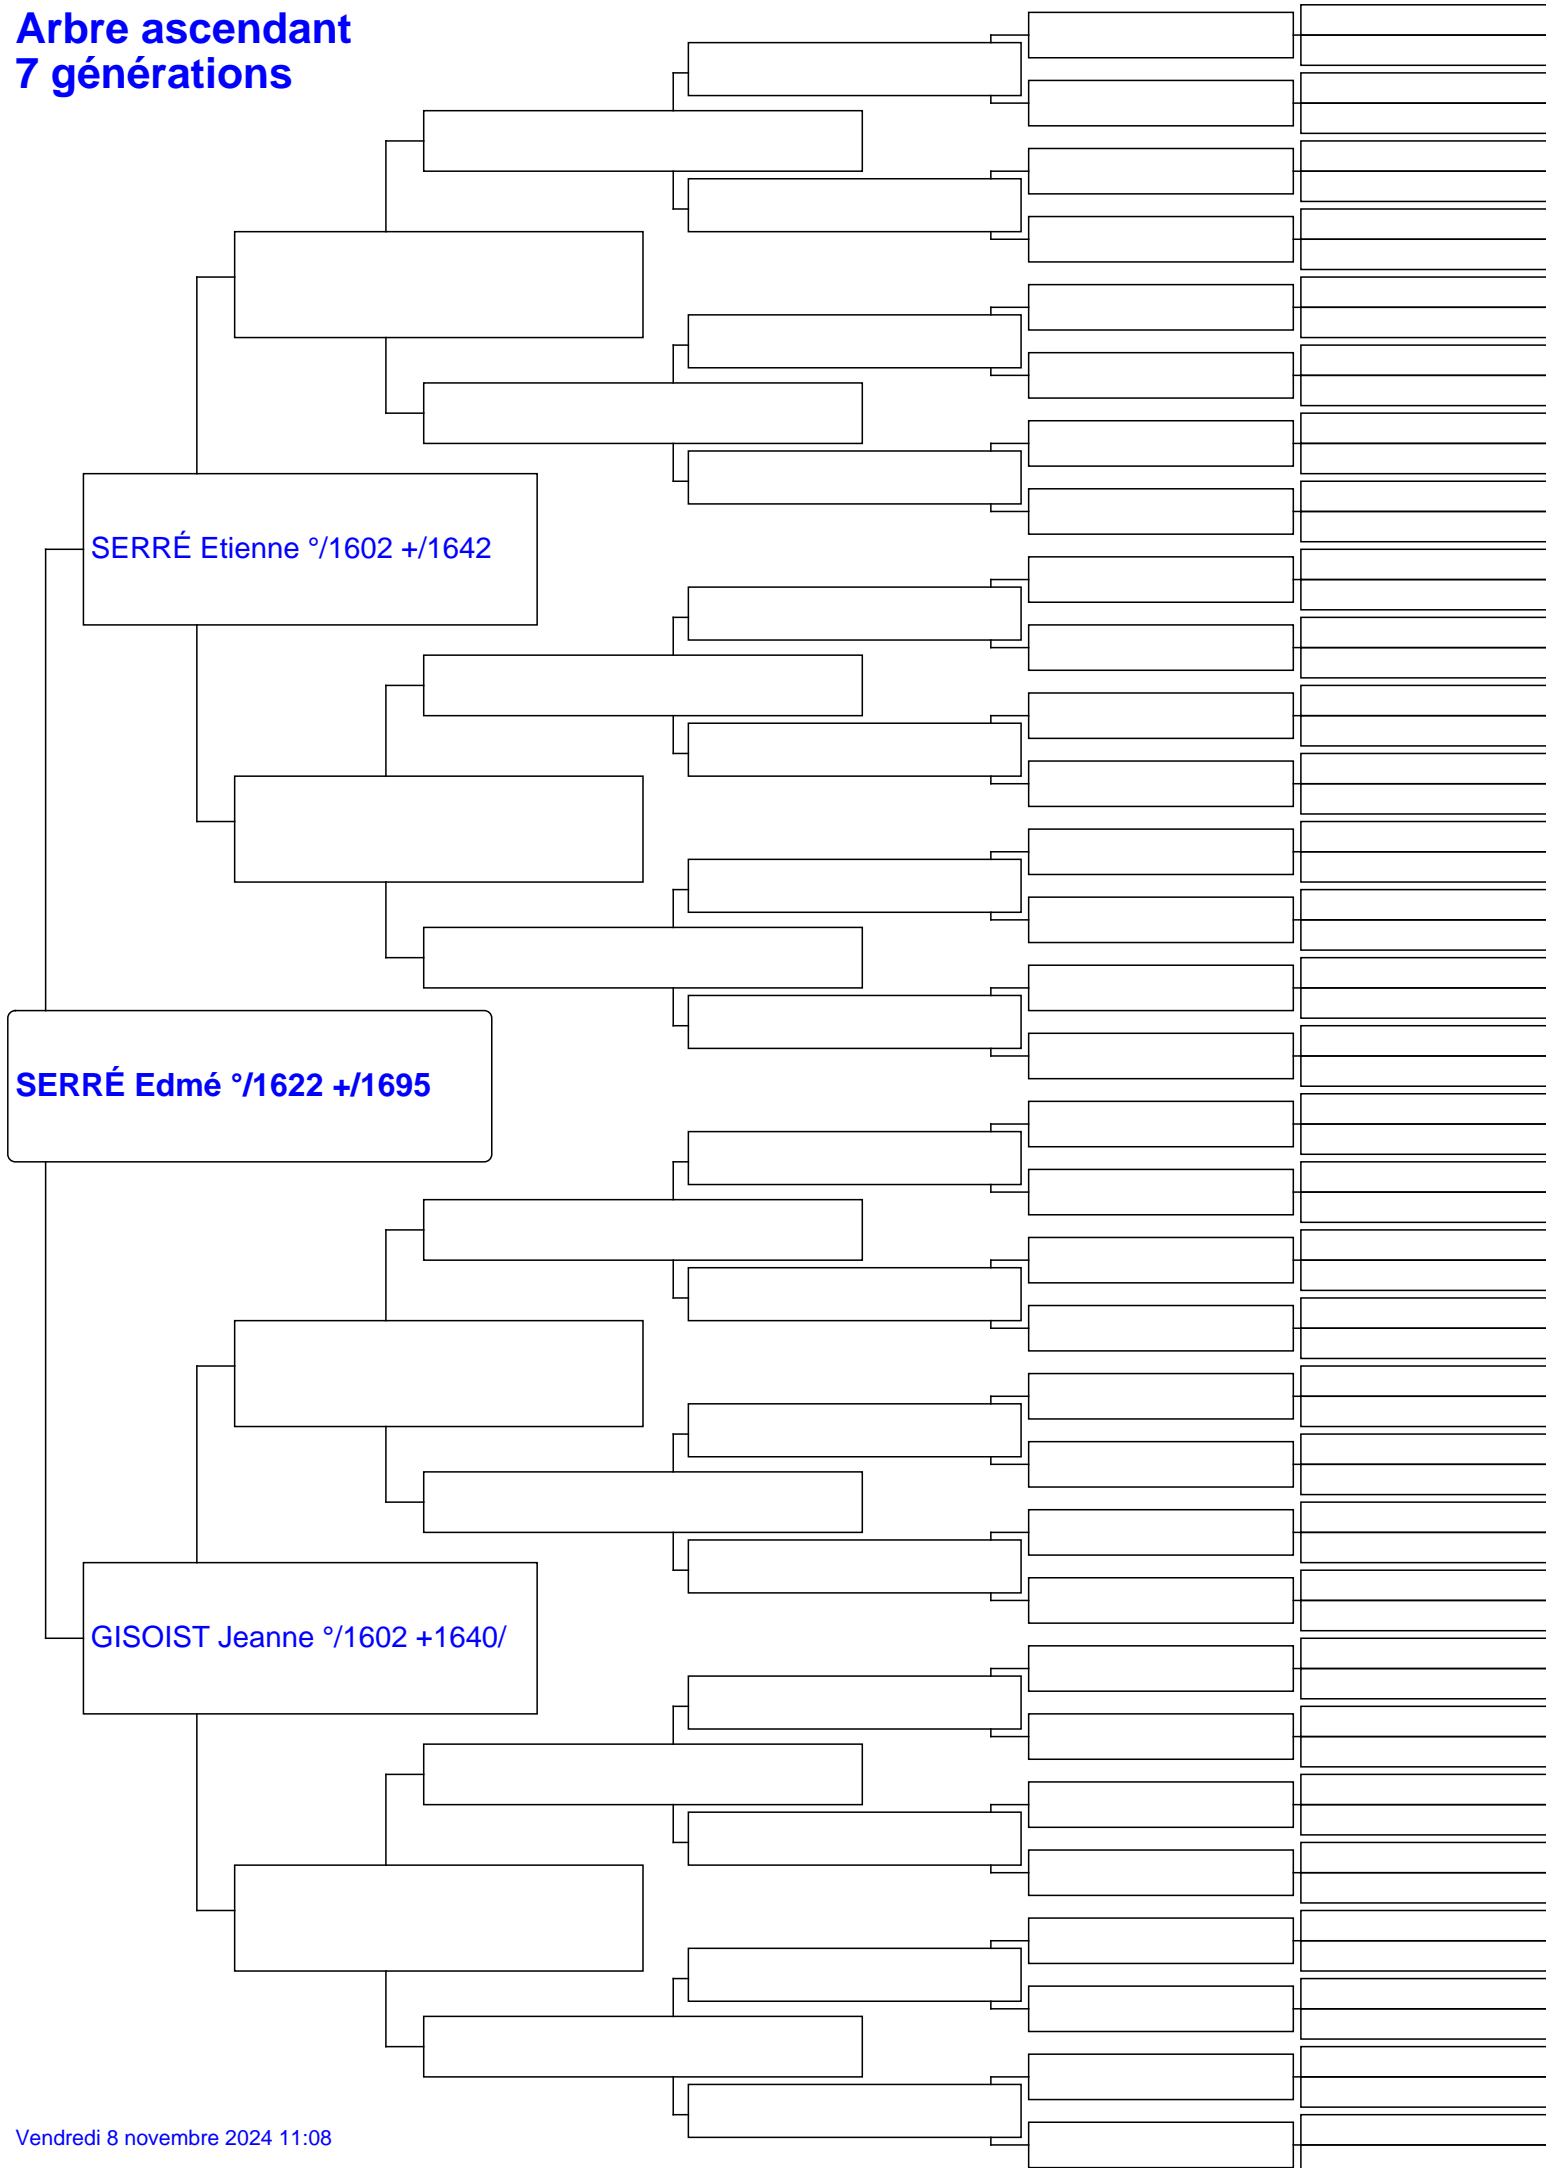 Arbre ascendant
7 générations
SERRÉ Etienne °/1602 +/1642
SERRÉ Edmé °/1622 +/1695
GISOIST Jeanne °/1602 +1640/
Vendredi 8 novembre 2024 11:08